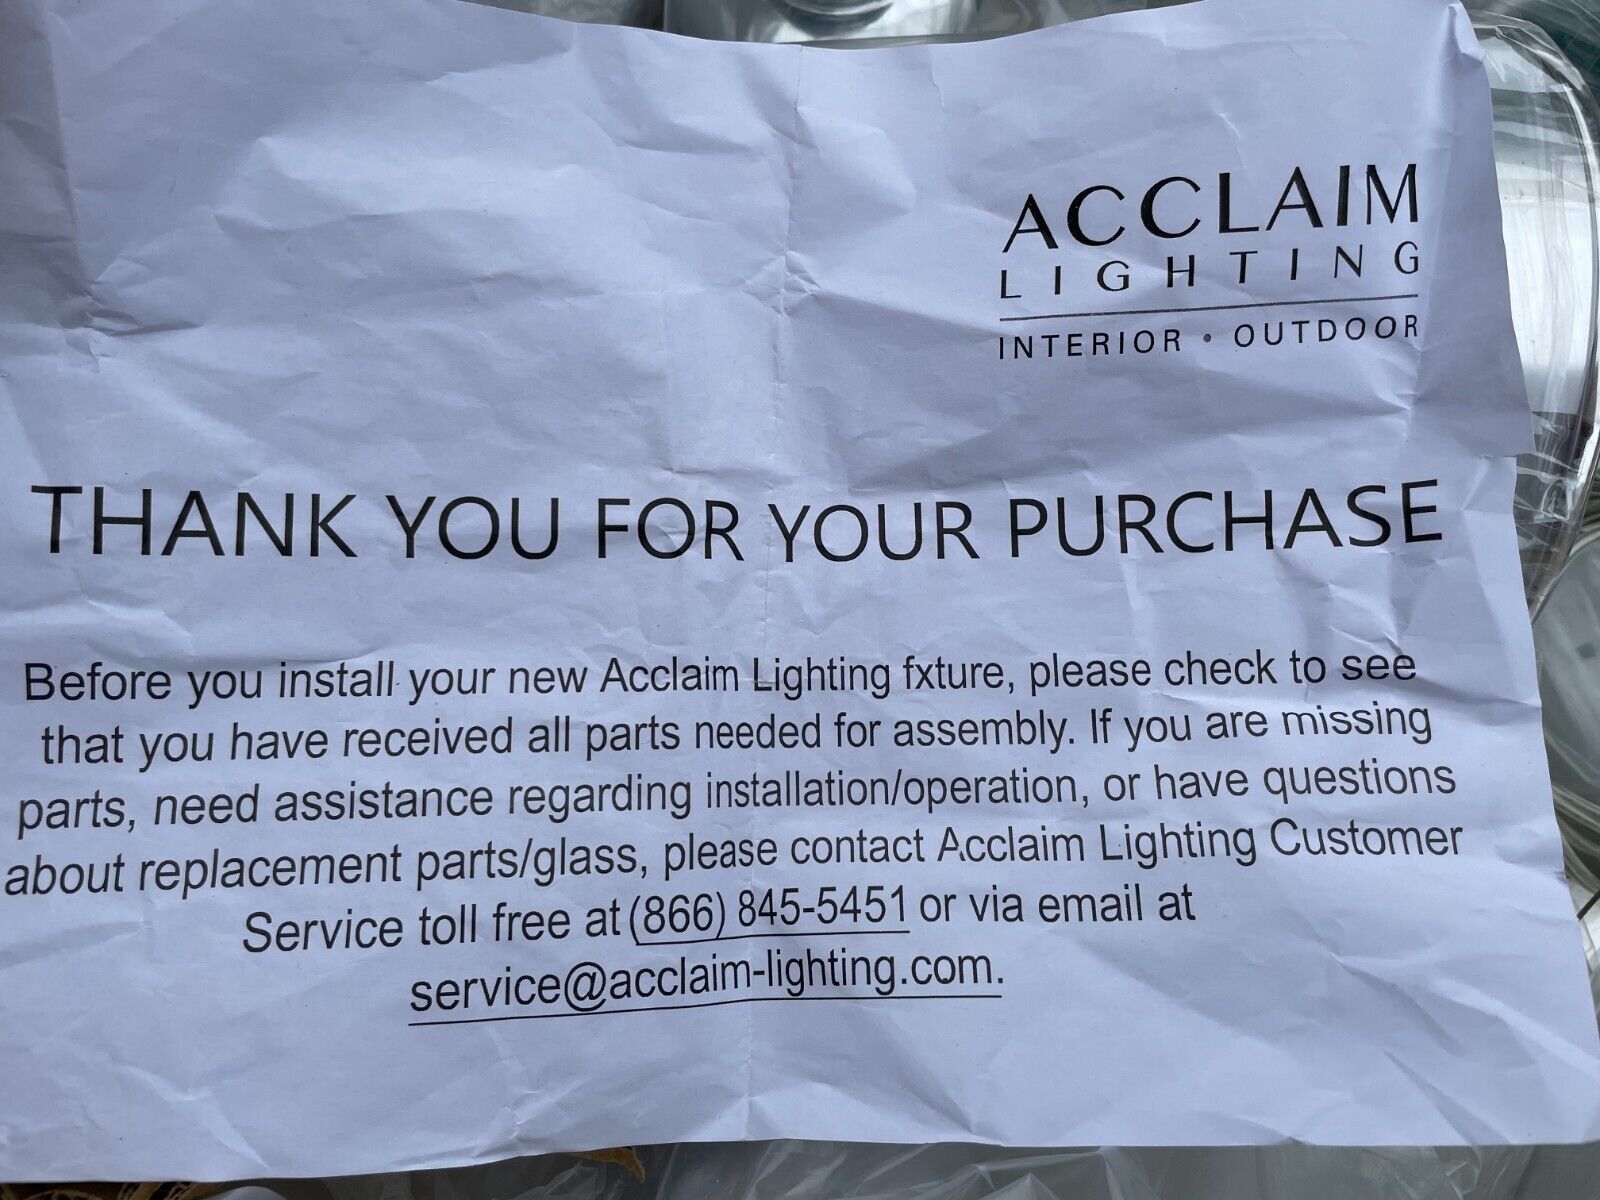 ACCLAIM
LIGHTING
INTERIOR • OUTDOOR
THANK YOU FOR YOUR PURCHASE
Before you install your new Acclaim Lighting fxture, please check to see
that you have received all parts needed for assembly. If you are missing
parts, need assistance regarding installation/operation, or have questions
about replacement parts/glass, please contact Acclaim Lighting Customer
Service toll free at (866) 845-5451 or via email at
service@acclaim-lighting.com.